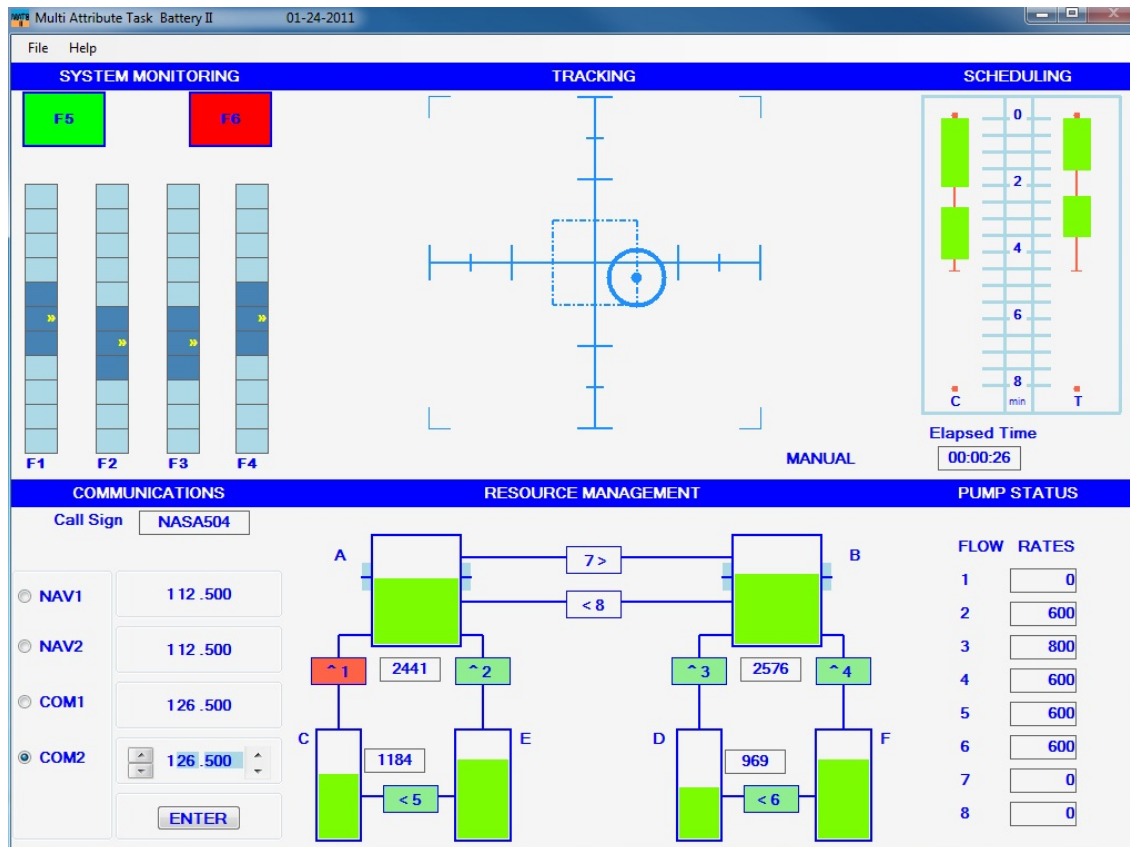 Multi Attribute Task Battery II 01-24-2011
File Help
SYSTEM MONITORING TRACKING SCHEDULING
F5 F6
0
2
4
6
8
C min T
»
»
»
»
F1 F2 F3 F4
MANUAL
Elapsed Time
00:00:26
COMMUNICATIONS RESOURCE MANAGEMENT PUMP STATUS
Call Sign NASA504
NAV1 112.500
NAV2 112.500
COM1 126.500
COM2 126.500
ENTER
A B
7 >
< 8
^ 1 2441 ^ 2 ^ 3 2576 ^ 4
C E D F
1184 969
< 5 < 6
FLOW RATES
1 0
2 600
3 800
4 600
5 600
6 600
7 0
8 0